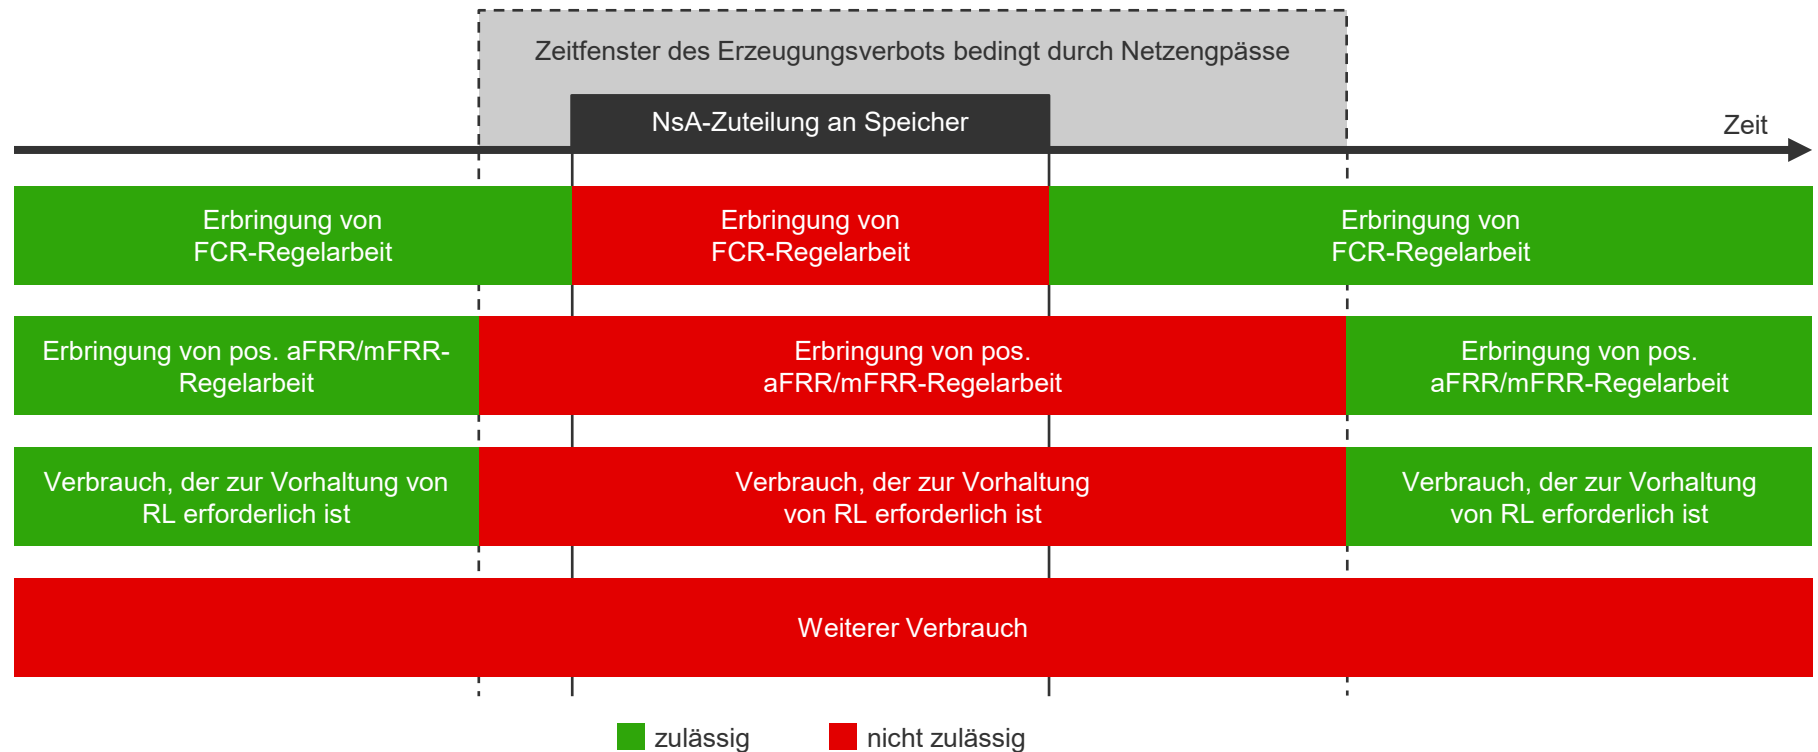 Zeitfenster des Erzeugungsverbots bedingt durch Netzengpässe
NsA-Zuteilung an Speicher
Zeit
Erbringung von
FCR-Regelarbeit
Erbringung von
FCR-Regelarbeit
Erbringung von
FCR-Regelarbeit
Erbringung von pos. aFRR/mFRR-
Regelarbeit
Erbringung von pos.
aFRR/mFRR-Regelarbeit
Erbringung von pos.
aFRR/mFRR-Regelarbeit
Verbrauch, der zur Vorhaltung von
RL erforderlich ist
Verbrauch, der zur Vorhaltung
von RL erforderlich ist
Verbrauch, der zur Vorhaltung
von RL erforderlich ist
Weiterer Verbrauch
zulässig
nicht zulässig